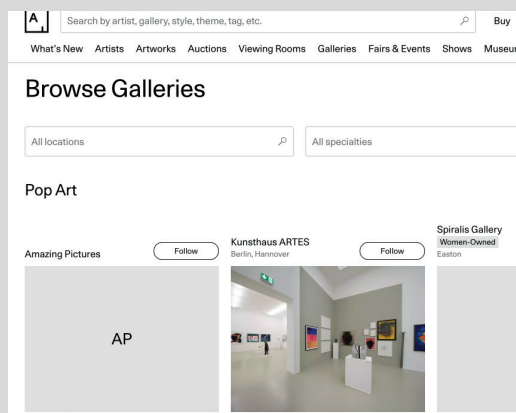 A
Search by artist, gallery, style, theme, tag, etc.
Buy
What's New Artists Artworks Auctions Viewing Rooms Galleries Fairs & Events Shows Museu
Browse Galleries
All locations
All specialties
Pop Art
Amazing Pictures
Follow
Kunsthaus ARTES
Berlin, Hannover
Follow
Spiralis Gallery
Women-Owned
Easton
AP